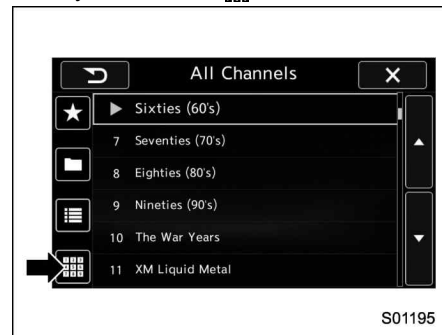 All Channels
Sixties (60's)
7 Seventies (70's)
8 Eighties (80's)
9 Nineties (90's)
10 The War Years
11 XM Liquid Metal
S01195